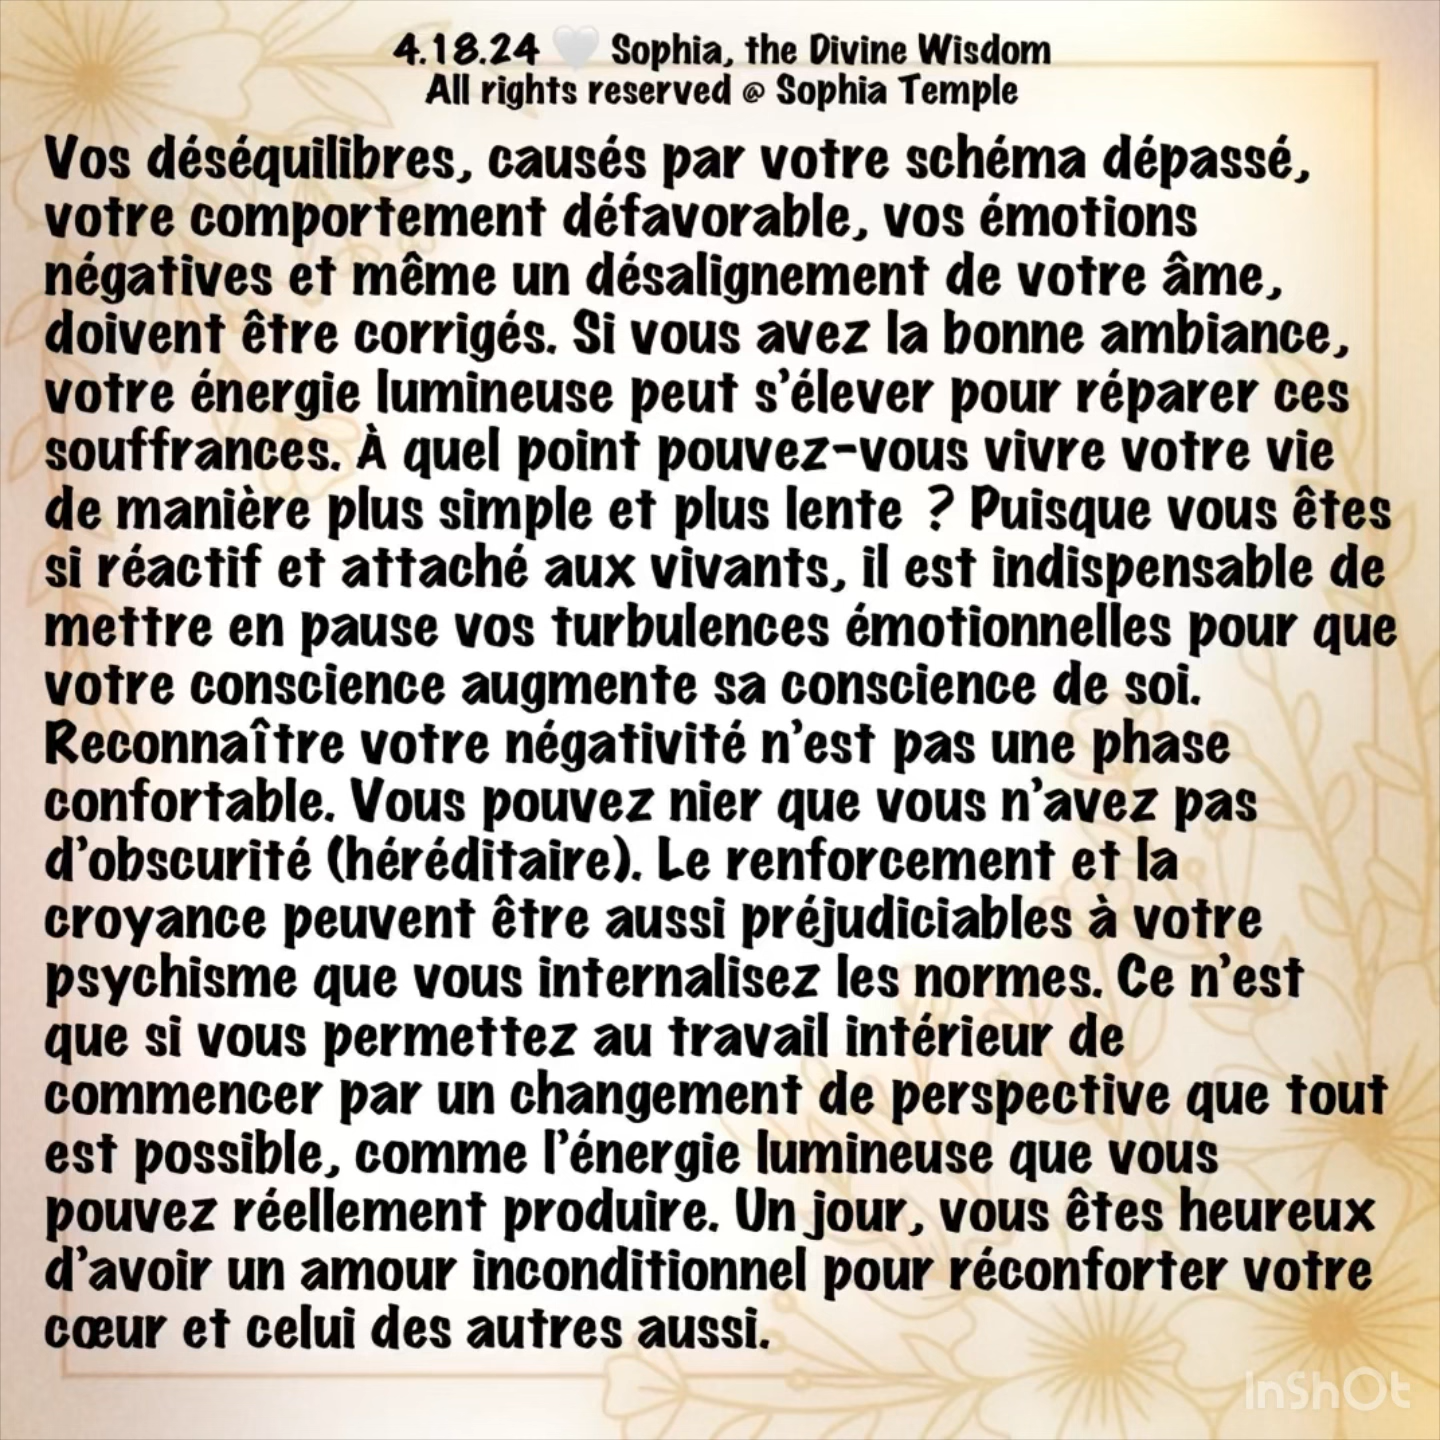 4.18.24 🤍 Sophia, the Divine Wisdom
All rights reserved @ Sophia Temple
Vos déséquilibres, causés par votre schéma dépassé,
votre comportement défavorable, vos émotions
négatives et même un désalignement de votre âme,
doivent être corrigés. Si vous avez la bonne ambiance,
votre énergie lumineuse peut s'élever pour réparer ces
souffrances. À quel point pouvez-vous vivre votre vie
de manière plus simple et plus lente ? Puisque vous êtes
si réactif et attaché aux vivants, il est indispensable de
mettre en pause vos turbulences émotionnelles pour que
votre conscience augmente sa conscience de soi.
Reconnaître votre négativité n'est pas une phase
confortable. Vous pouvez nier que vous n'avez pas
d'obscurité (héréditaire). Le renforcement et la
croyance peuvent être aussi préjudiciables à votre
psychisme que vous internalisez les normes. Ce n'est
que si vous permettez au travail intérieur de
commencer par un changement de perspective que tout
est possible, comme l'énergie lumineuse que vous
pouvez réellement produire. Un jour, vous êtes heureux
d'avoir un amour inconditionnel pour réconforter votre
cœur et celui des autres aussi.
InShOt